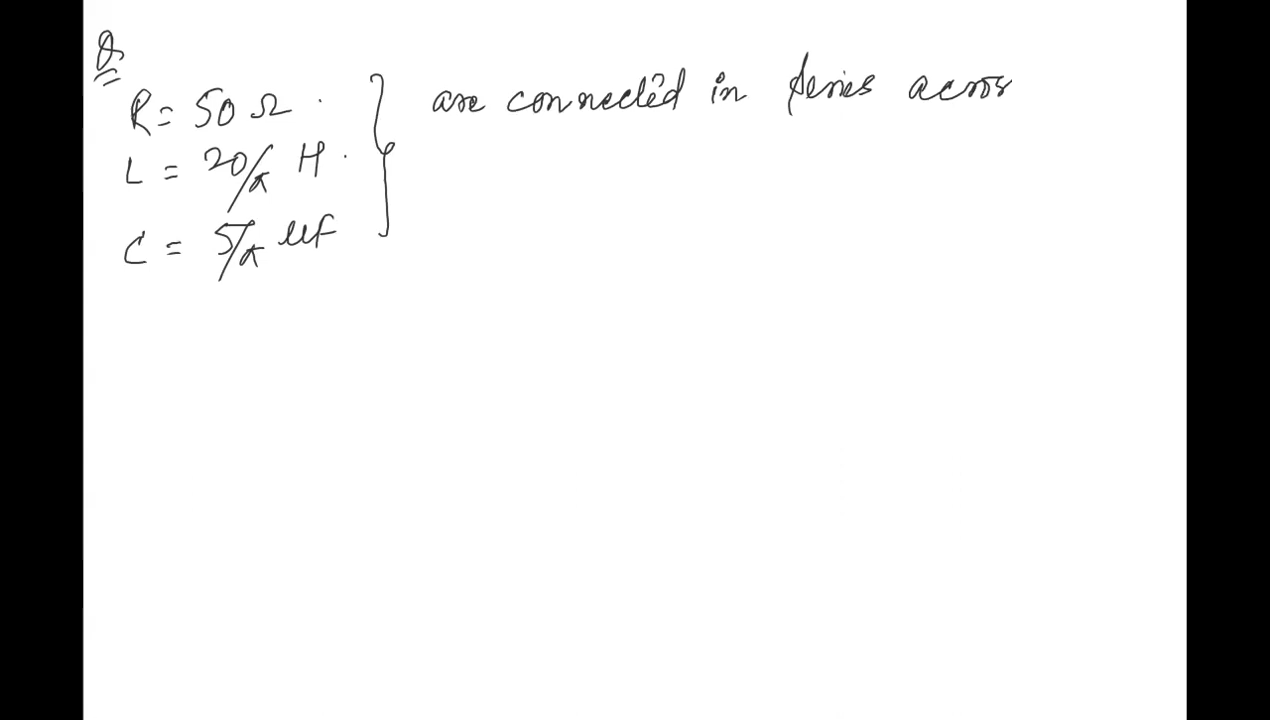 Q
R = 50 Ω . } are connected in series across
L = 20/π H .
C = 5/π μF